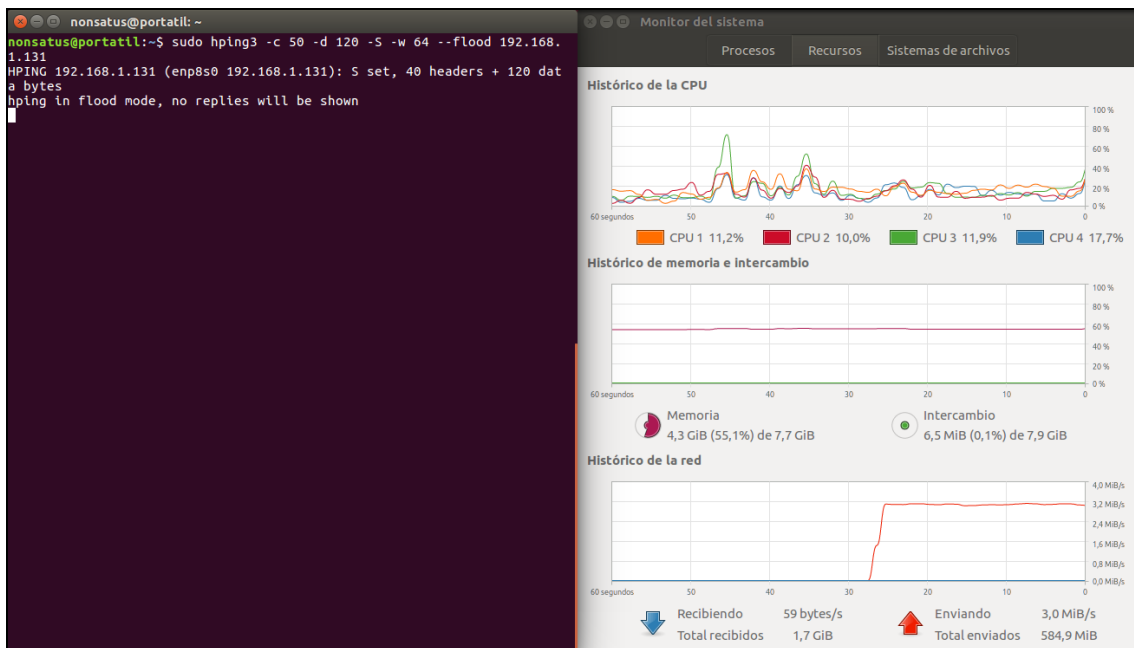 nonsatus@portatil: ~
nonsatus@portatil:~$ sudo hping3 -c 50 -d 120 -S -w 64 --flood 192.168.
1.131
HPING 192.168.1.131 (enp8s0 192.168.1.131): S set, 40 headers + 120 dat
a bytes
hping in flood mode, no replies will be shown
Monitor del sistema
Procesos Recursos Sistemas de archivos
Histórico de la CPU
100 %
80 %
60 %
40 %
20 %
0 %
60 segundos 50 40 30 20 10 0
CPU 1 11,2% CPU 2 10,0% CPU 3 11,9% CPU 4 17,7%
Histórico de memoria e intercambio
100 %
80 %
60 %
40 %
20 %
0 %
60 segundos 50 40 30 20 10 0
Memoria
4,3 GiB (55,1%) de 7,7 GiB
Intercambio
6,5 MiB (0,1%) de 7,9 GiB
Histórico de la red
4,0 MiB/s
3,2 MiB/s
2,4 MiB/s
1,6 MiB/s
0,8 MiB/s
0,0 MiB/s
60 segundos 50 40 30 20 10 0
Recibiendo 59 bytes/s
Total recibidos 1,7 GiB
Enviando 3,0 MiB/s
Total enviados 584,9 MiB